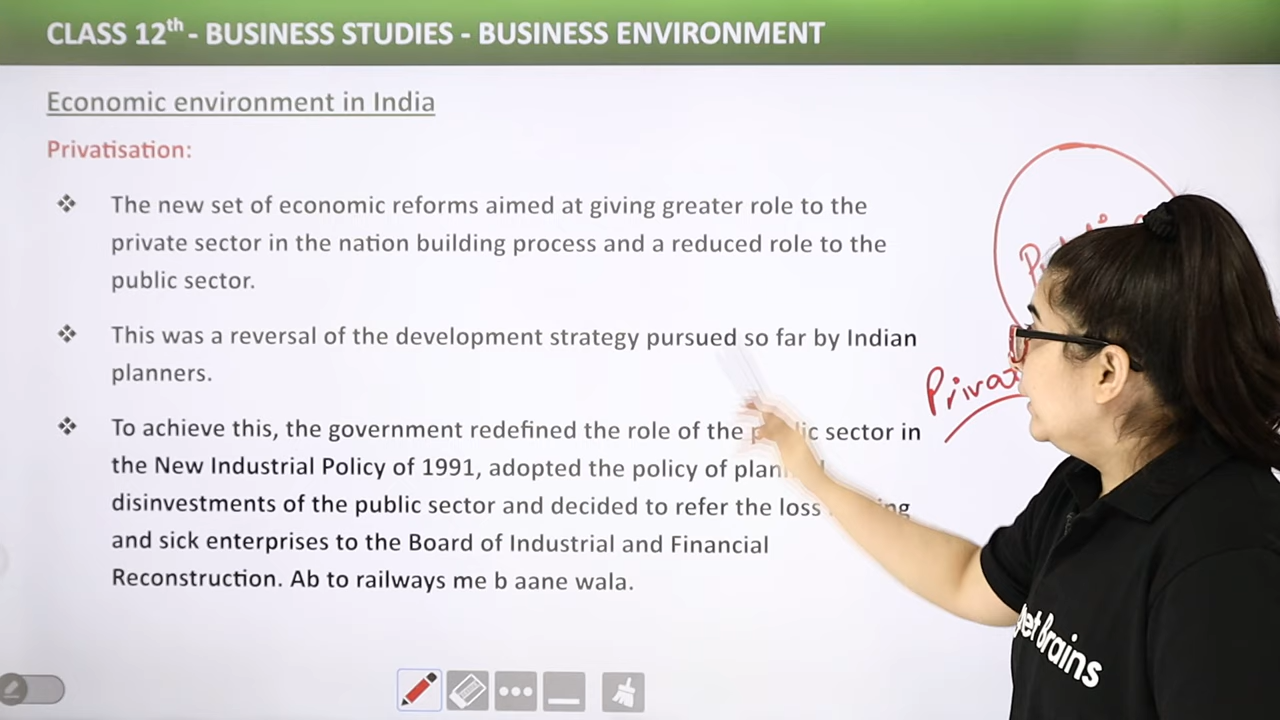 CLASS 12th - BUSINESS STUDIES - BUSINESS ENVIRONMENT
Economic environment in India
Privatisation:
❖ The new set of economic reforms aimed at giving greater role to the
private sector in the nation building process and a reduced role to the
public sector.
❖ This was a reversal of the development strategy pursued so far by Indian
planners.
❖ To achieve this, the government redefined the role of the sector in
the New Industrial Policy of 1991, adopted the policy of
disinvestments of the public sector and decided to refer the loss
and sick enterprises to the Board of Industrial and Financial
Reconstruction. Ab to railways me b aane wala.
Brains